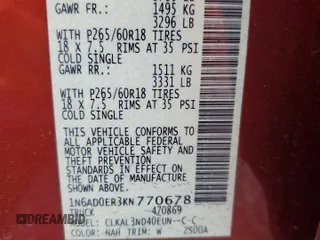 GAWR FR.: 1495 KG
3296 LB
WITH P265/60R18 TIRES
18 X 7.5 RIMS AT 35 PSI
COLD SINGLE
GAWR RR.: 1511 KG
3331 LB
WITH P265/60R18 TIRES
18 X 7.5 RIMS AT 35 PSI
COLD SINGLE
THIS VEHICLE CONFORMS TO
ALL APPLICABLE FEDERAL
MOTOR VEHICLE SAFETY AND
THEFT PREVENTION
STANDARDS IN EFFECT ON
THE DATE OF MANUFACTURE
SHOWN ABOVE.
1N6AD0ER3KN770678
TRUCK 420869
MODEL: CLKAL3ND40EUN--C-C
COLOR: NAH TRIM: W
DREAMBID